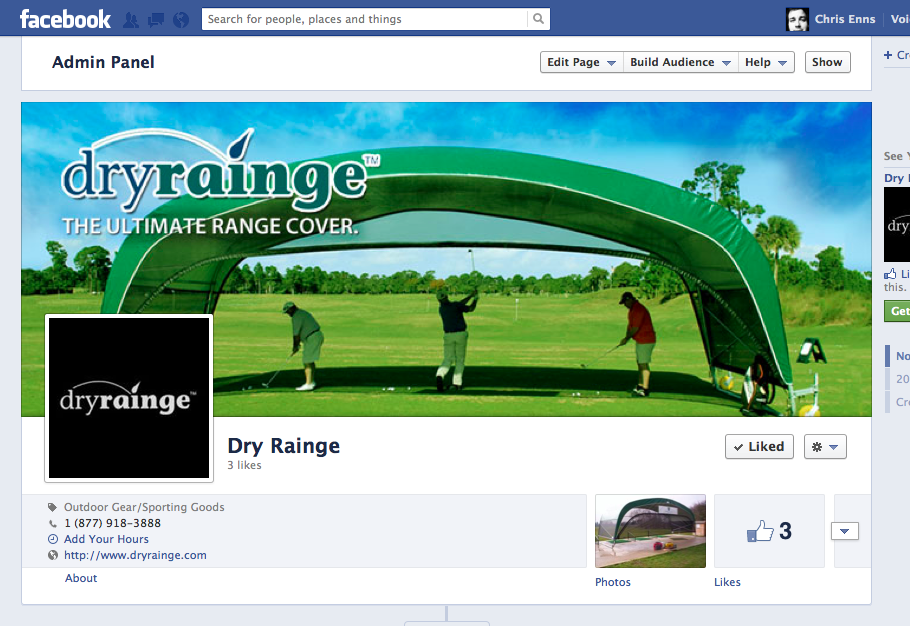 facebook
Search for people, places and things
Chris Enns
Admin Panel
Edit Page
Build Audience
Help
Show
dryrainge™
THE ULTIMATE RANGE COVER.
See
Dry
dry
Li
this.
Get
dryrainge™
Dry Rainge
3 likes
Liked
No
20
Cr
Outdoor Gear/Sporting Goods
1 (877) 918-3888
Add Your Hours
http://www.dryrainge.com
About
Photos
3
Likes